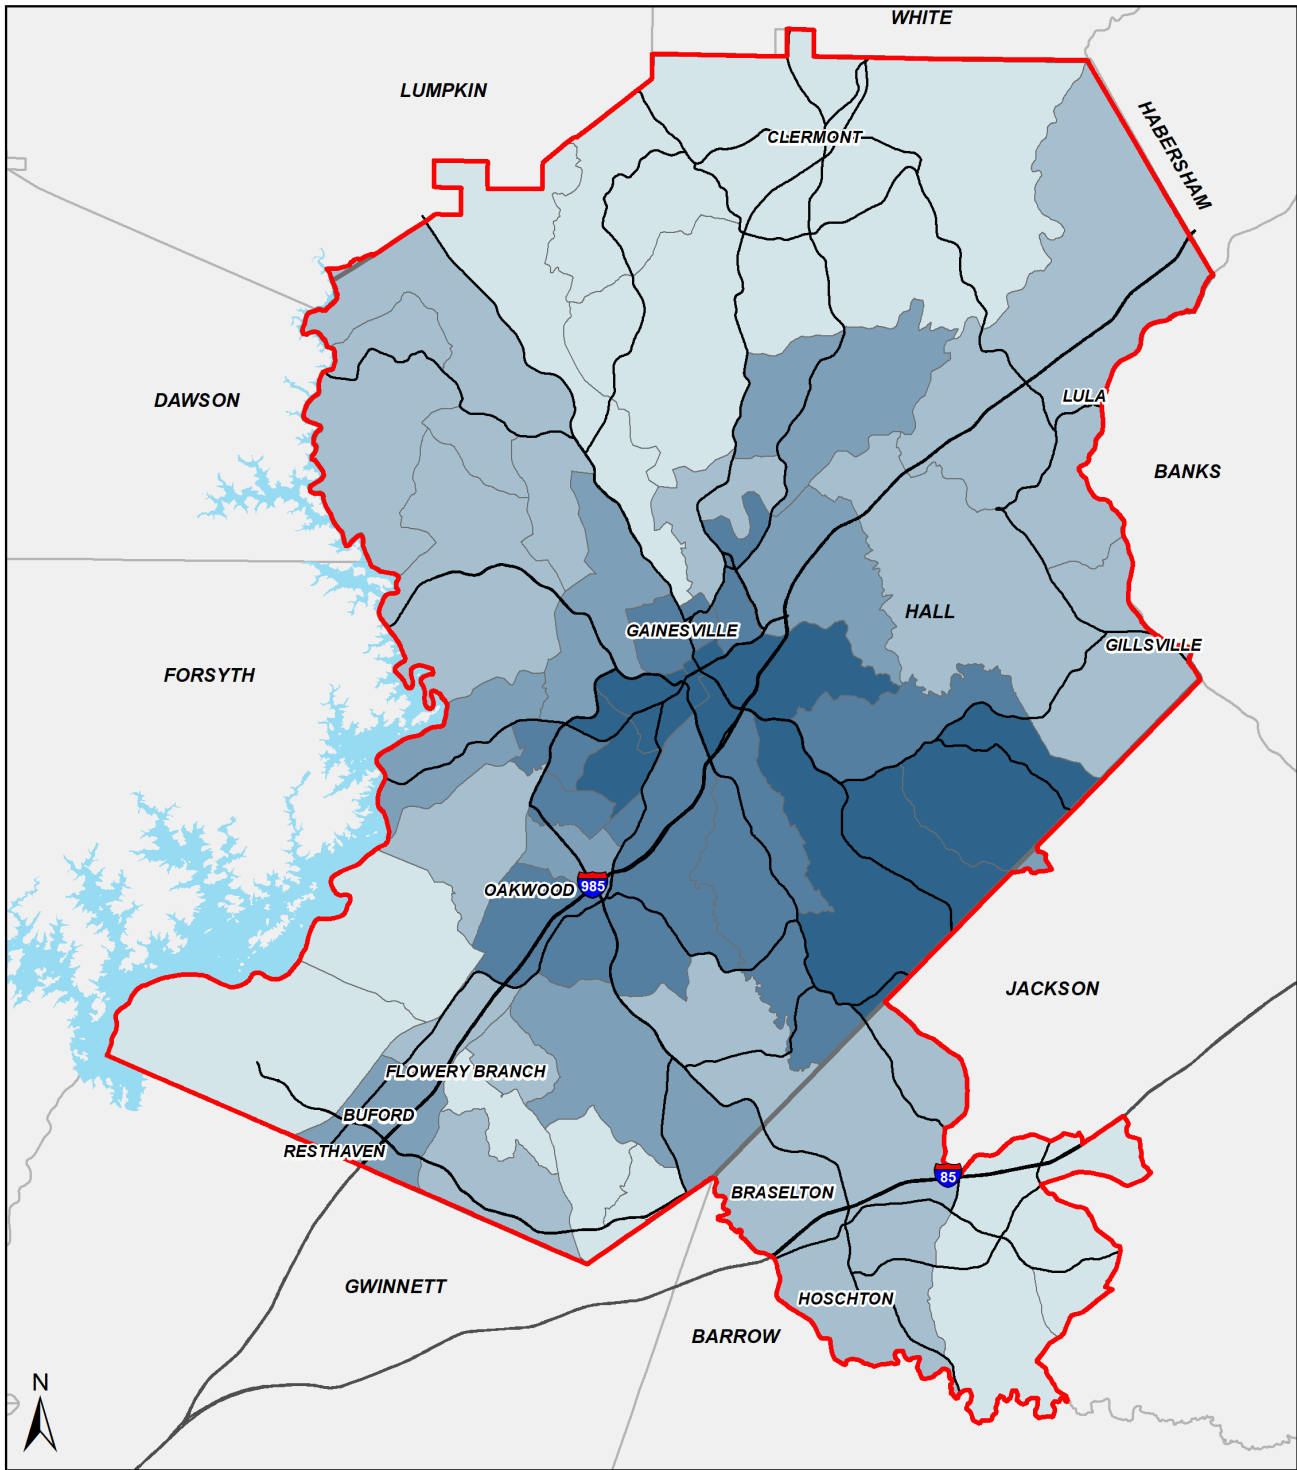 WHITE
LUMPKIN
HABERSHAM
CLERMONT
DAWSON
LULA
BANKS
HALL
GAINESVILLE
GILLSVILLE
FORSYTH
OAKWOOD
985
JACKSON
FLOWERY BRANCH
BUFORD
RESTHAVEN
85
BRASELTON
GWINNETT
HOSCHTON
BARROW
N